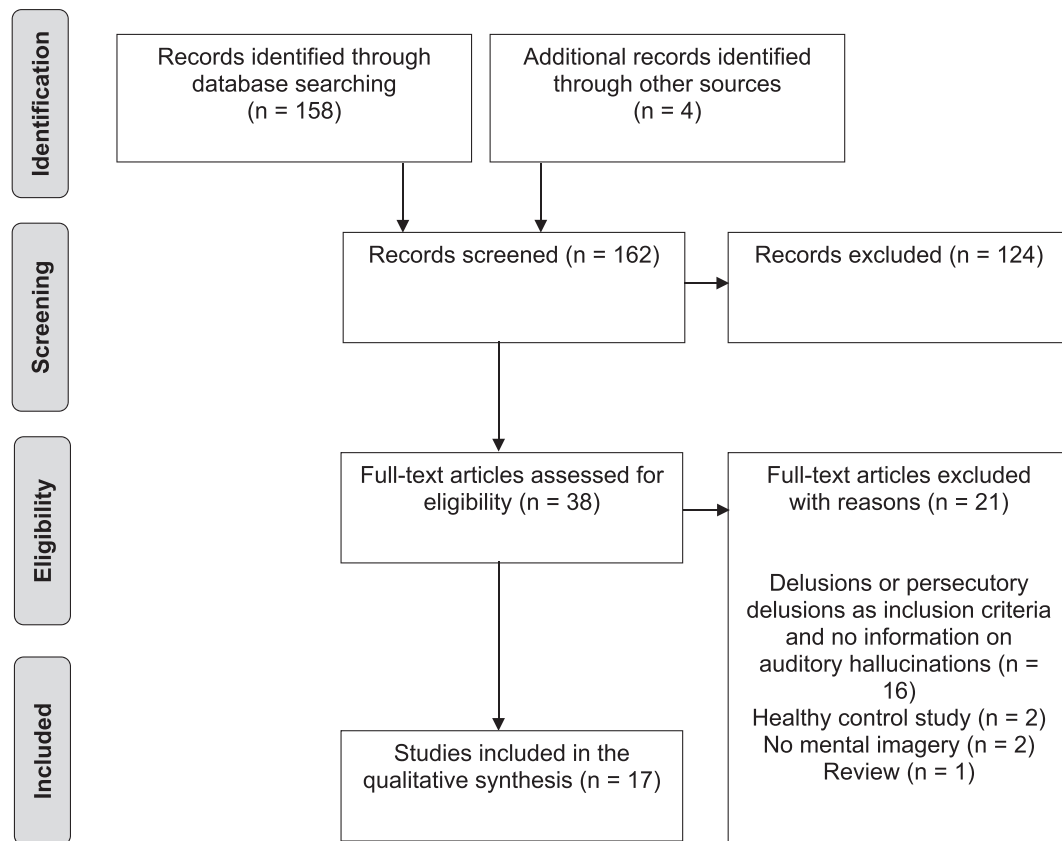 Identification
Records identified through
database searching
(n = 158)
Additional records identified
through other sources
(n = 4)
Screening
Records screened (n = 162)
Records excluded (n = 124)
Eligibility
Full-text articles assessed for
eligibility (n = 38)
Full-text articles excluded
with reasons (n = 21)
Delusions or persecutory
delusions as inclusion criteria
and no information on
auditory hallucinations (n =
16)
Healthy control study (n = 2)
No mental imagery (n = 2)
Review (n = 1)
Included
Studies included in the
qualitative synthesis (n = 17)